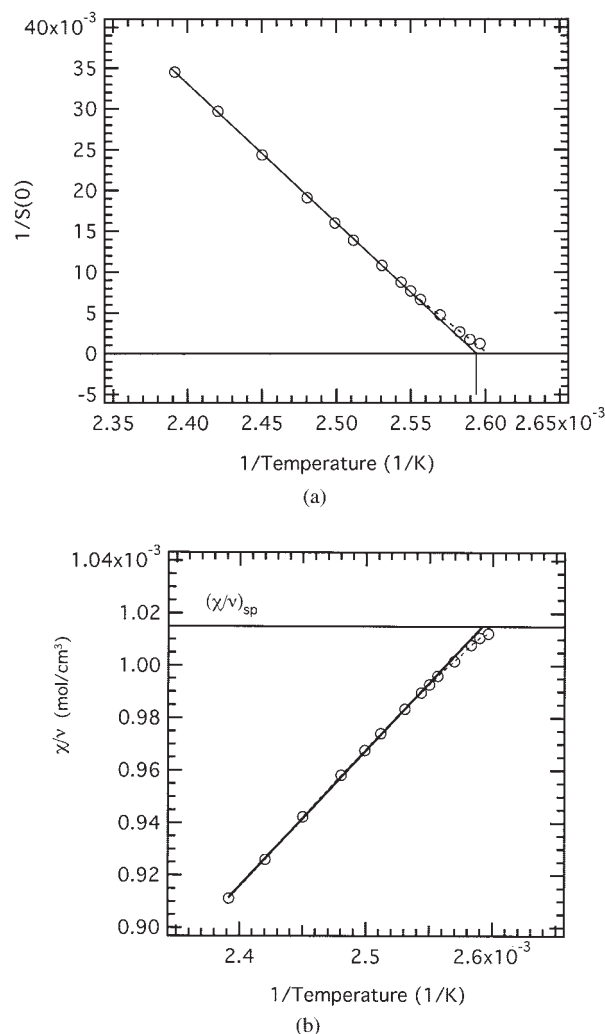 40x10⁻³
35
30
25
20
15
10
5
0
-5
1/S(0)
2.35 2.40 2.45 2.50 2.55 2.60 2.65x10⁻³
1/Temperature (1/K)
(a)
1.04x10⁻³
1.02
1.00
0.98
0.96
0.94
0.92
0.90
χ/ν (mol/cm³)
(χ/ν)sp
2.4 2.5 2.6x10⁻³
1/Temperature (1/K)
(b)